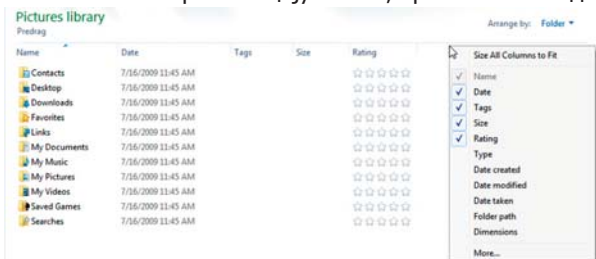 Pictures library
Predrag
Arrange by: Folder
Name Date Tags Size Rating
Contacts 7/16/2009 11:45 AM
Desktop 7/16/2009 11:45 AM
Downloads 7/16/2009 11:45 AM
Favorites 7/16/2009 11:45 AM
Links 7/16/2009 11:45 AM
My Documents 7/16/2009 11:45 AM
My Music 7/16/2009 11:45 AM
My Pictures 7/16/2009 11:45 AM
My Videos 7/16/2009 11:45 AM
Saved Games 7/16/2009 11:45 AM
Searches 7/16/2009 11:45 AM
Size All Columns to Fit
Name
Date
Tags
Size
Rating
Type
Date created
Date modified
Date taken
Folder path
Dimensions
More...